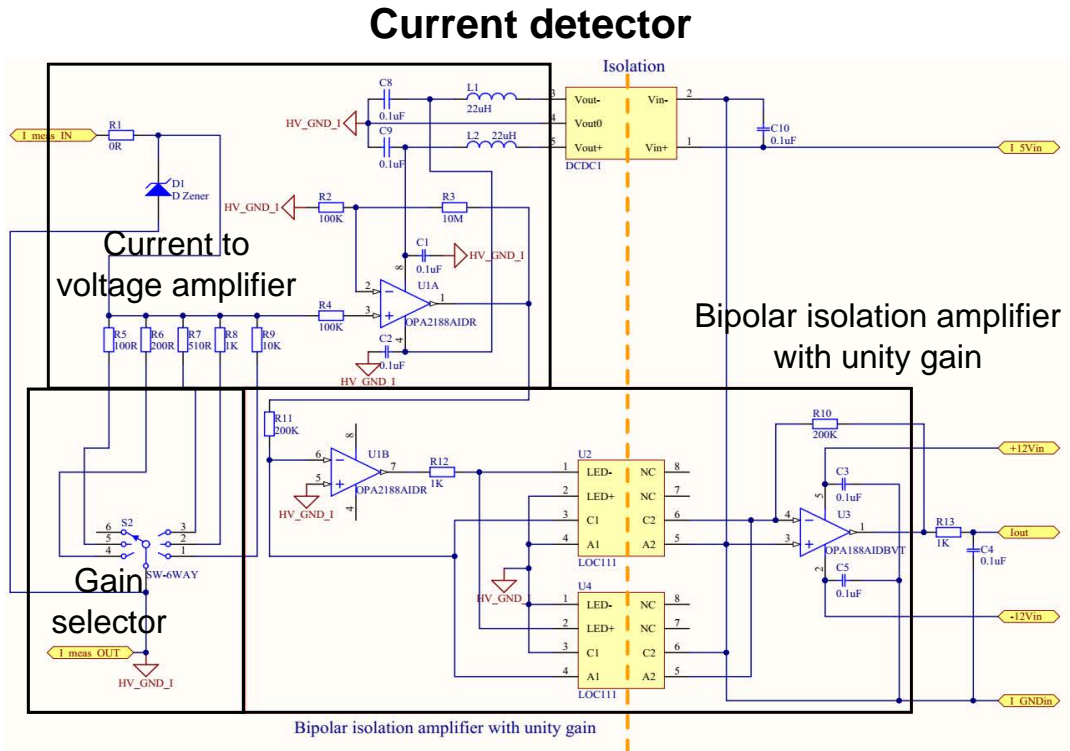 Current detector
Isolation
C8
0.1uF
L1
22uH
3
Vout-
Vin-
2
HV_GND_I
4
Vout0
C9
0.1uF
L2
22uH
5
Vout+
Vin+
1
DCDC1
C10
0.1uF
I_5Vin
I_meas_IN
R1
0R
D1
D Zener
HV_GND_I
R2
100K
R3
10M
C1
0.1uF
HV_GND_I
Current to
voltage amplifier
8
2
U1A
1
3
OPA2188AIDR
4
R4
100K
R5
100R
R6
200R
R7
510R
R8
1K
R9
10K
C2
0.1uF
HV_GND_I
Bipolar isolation amplifier
with unity gain
R11
200K
8
6
U1B
7
5
OPA2188AIDR
4
HV_GND_I
R12
1K
U2
1
LED-
NC
8
2
LED+
NC
7
3
C1
C2
6
4
A1
A2
5
LOC111
HV_GND_I
U4
1
LED-
NC
8
2
LED+
NC
7
3
C1
C2
6
4
A1
A2
5
LOC111
R10
200K
+12Vin
C3
0.1uF
5
U3
4
1
3
OPA188AIDBVT
2
C5
0.1uF
R13
1K
Iout
C4
0.1uF
-12Vin
I_GNDin
S2
6
3
5
2
4
1
SW-6WAY
Gain
selector
I_meas_OUT
HV_GND_I
Bipolar isolation amplifier with unity gain